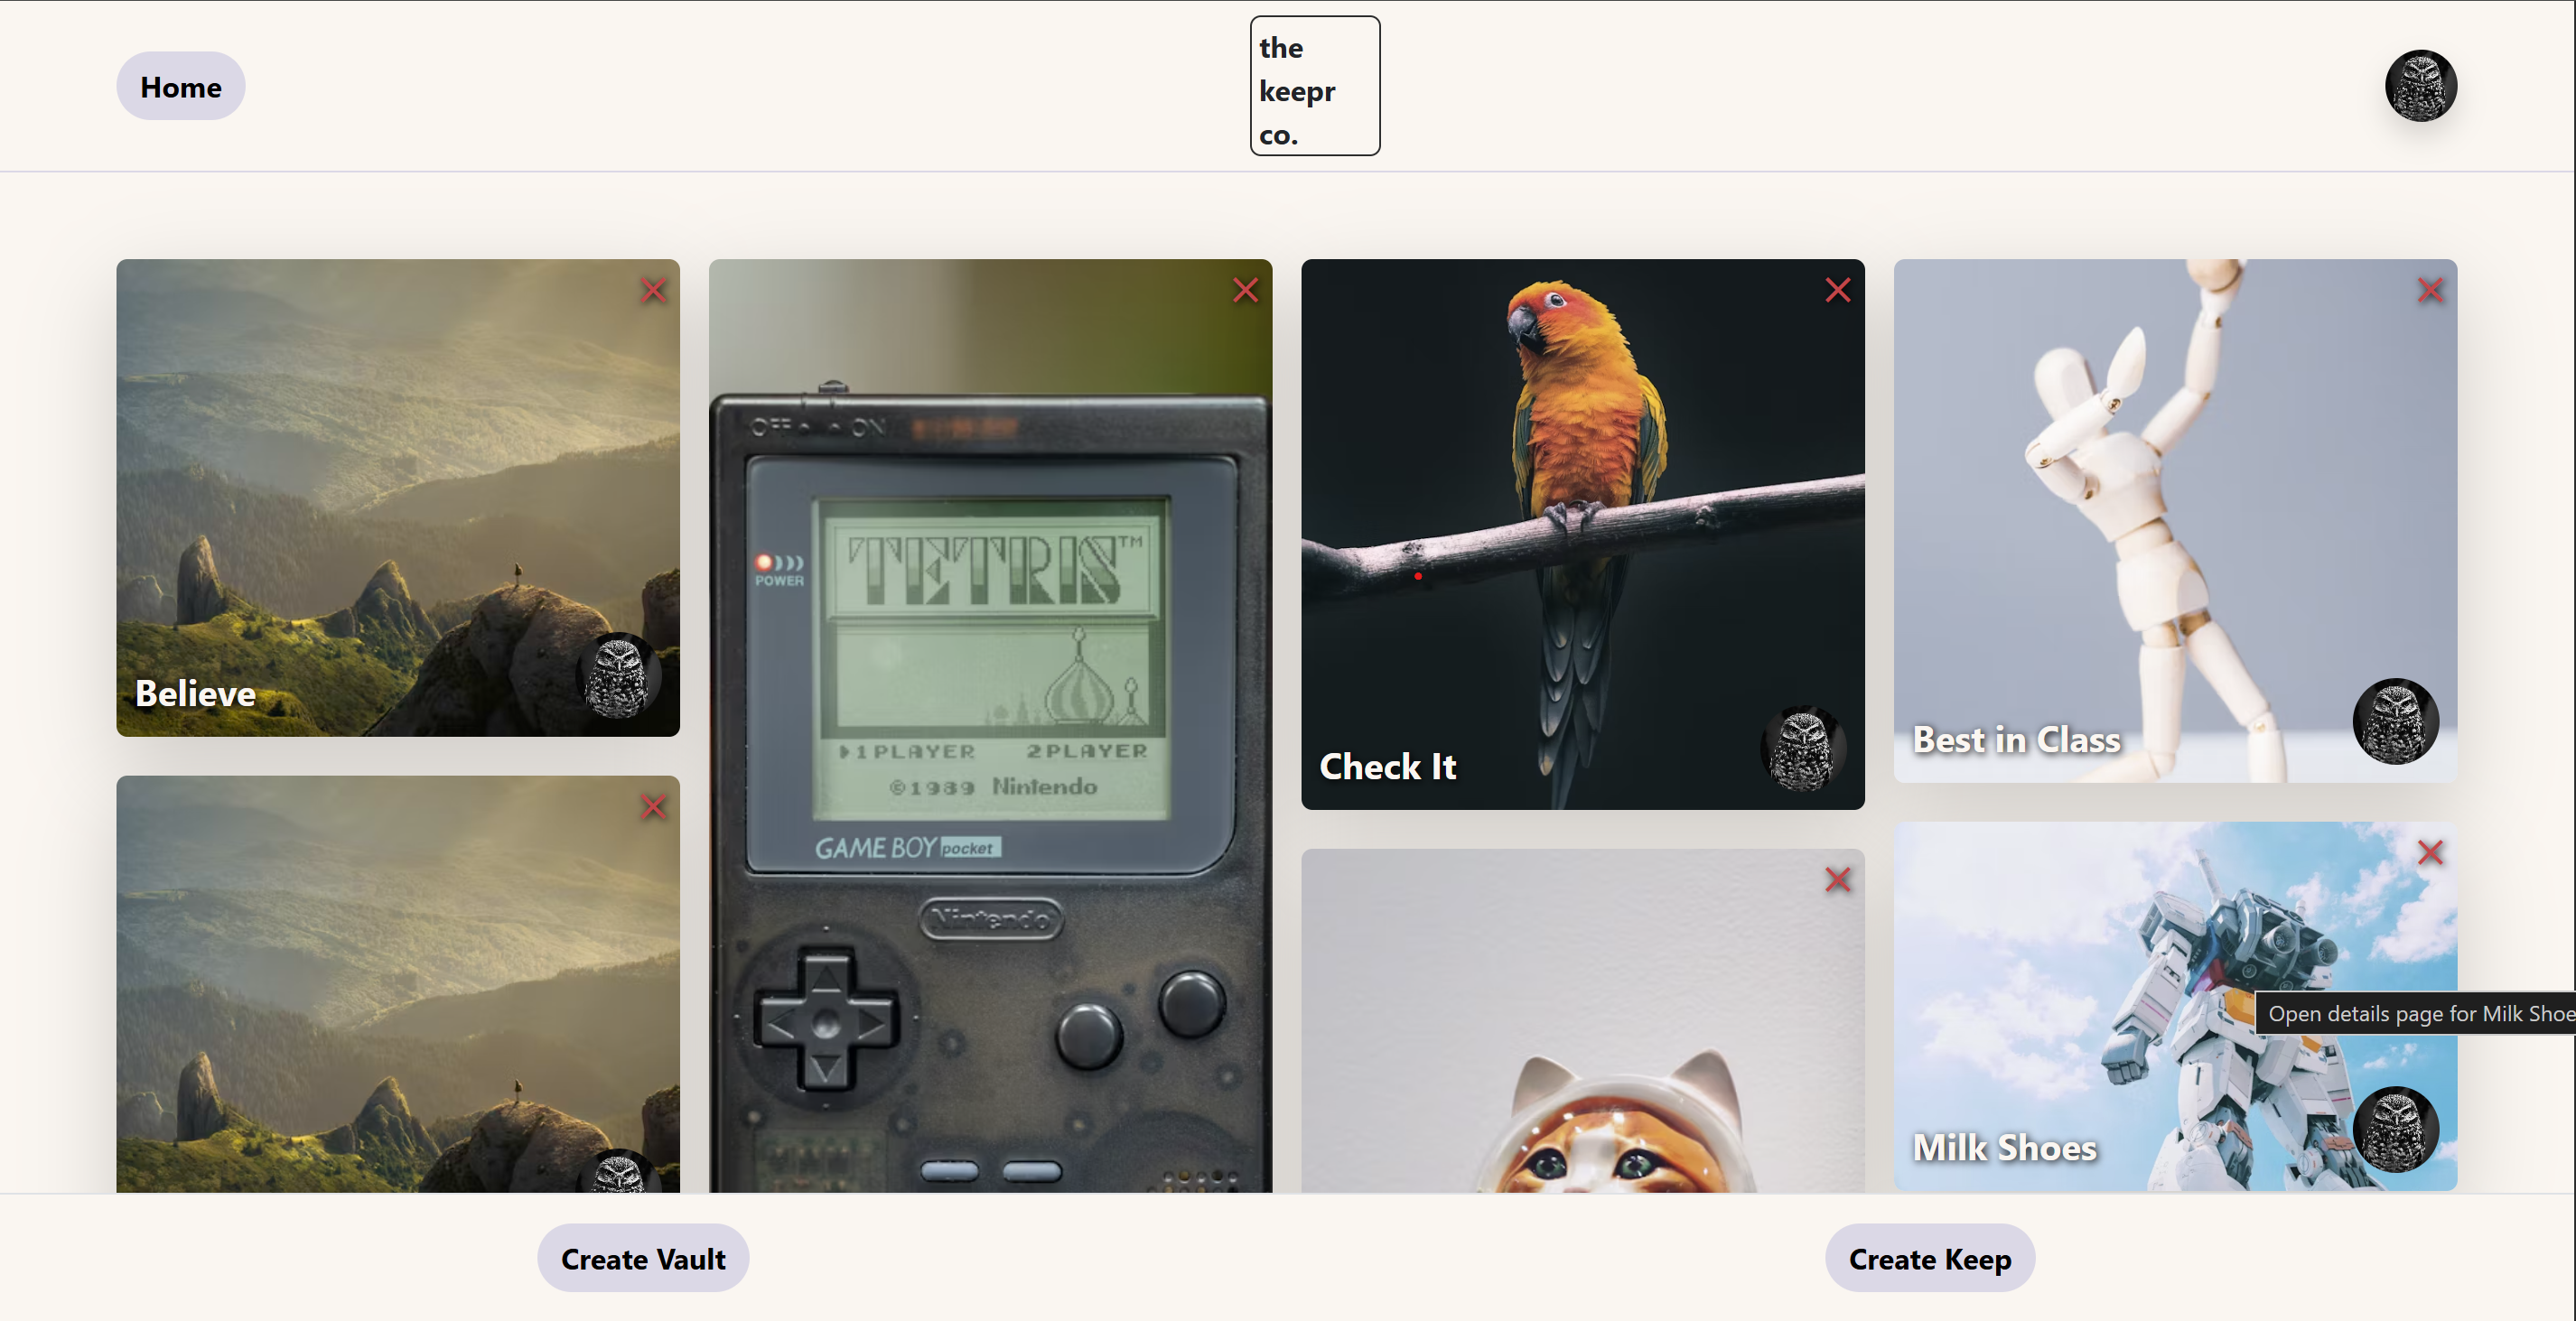 Home
the
keepr
co.
Believe
OFF ON
POWER
TETRIS™
1PLAYER 2PLAYER
©1989 Nintendo
GAME BOY pocket
Nintendo
Check It
Best in Class
Milk Shoes
Open details page for Milk Shoe
Create Vault
Create Keep